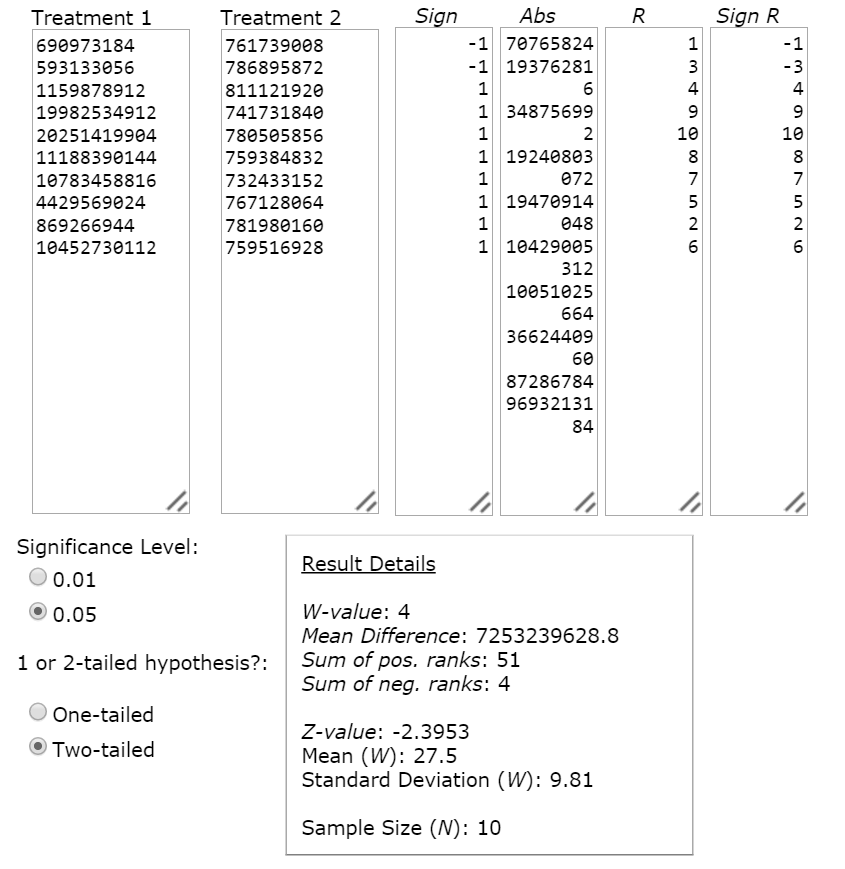 Treatment 1 Treatment 2 Sign Abs R Sign R
690973184 761739008 -1 70765824 1 -1
593133056 786895872 -1 19376281 3 -3
1159878912 811121920 1 6 4 4
19982534912 741731840 1 34875699 9 9
20251419904 780505856 1 2 10 10
11188390144 759384832 1 19240803 8 8
10783458816 732433152 1 072 7 7
4429569024 767128064 1 19470914 5 5
869266944 781980160 1 048 2 2
10452730112 759516928 1 10429005 6 6
312
10051025
664
36624409
60
87286784
96932131
84
Significance Level:
0.01
0.05
1 or 2-tailed hypothesis?:
One-tailed
Two-tailed
Result Details
W-value: 4
Mean Difference: 7253239628.8
Sum of pos. ranks: 51
Sum of neg. ranks: 4
Z-value: -2.3953
Mean (W): 27.5
Standard Deviation (W): 9.81
Sample Size (N): 10